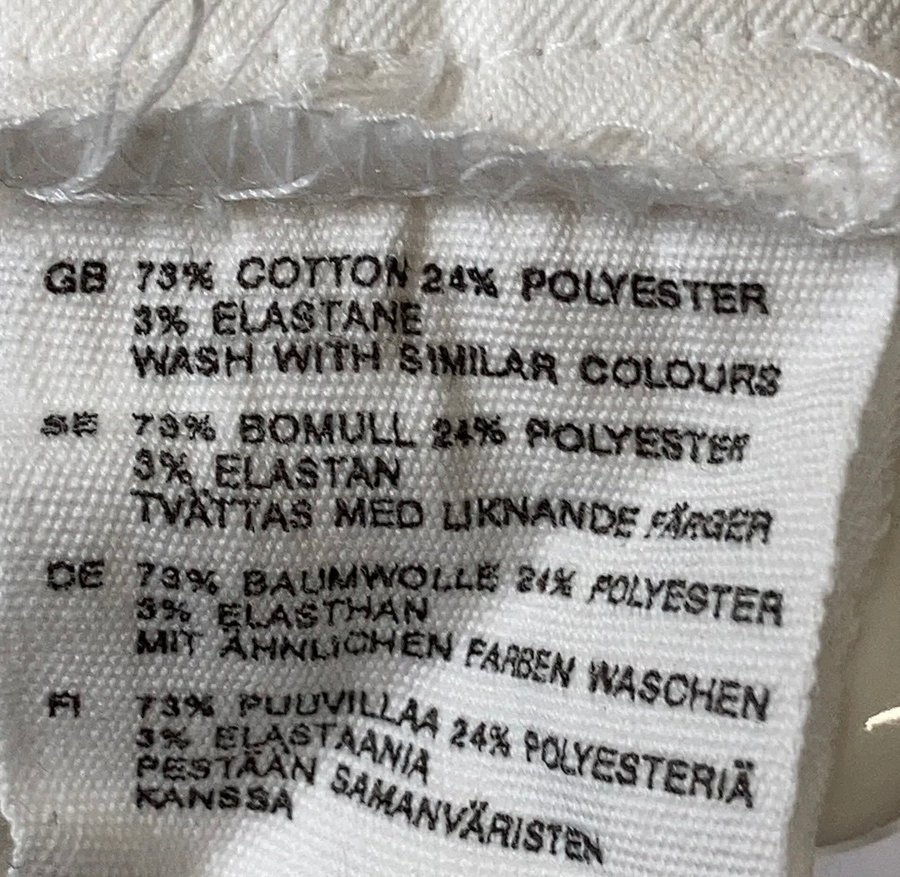 GB 73% COTTON 24% POLYESTER
3% ELASTANE
WASH WITH SIMILAR COLOURS
SE 73% BOMULL 24% POLYESTER
3% ELASTAN
TVÄTTAS MED LIKNANDE FÄRGER
DE 73% BAUMWOLLE 24% POLYESTER
3% ELASTHAN
MIT ÄHNLICHEN FARBEN WASCHEN
FI 73% PUUVILLAA 24% POLYESTERIÄ
3% ELASTAANIA
PESTÄÄN SAMANVÄRISTEN
KANSSA